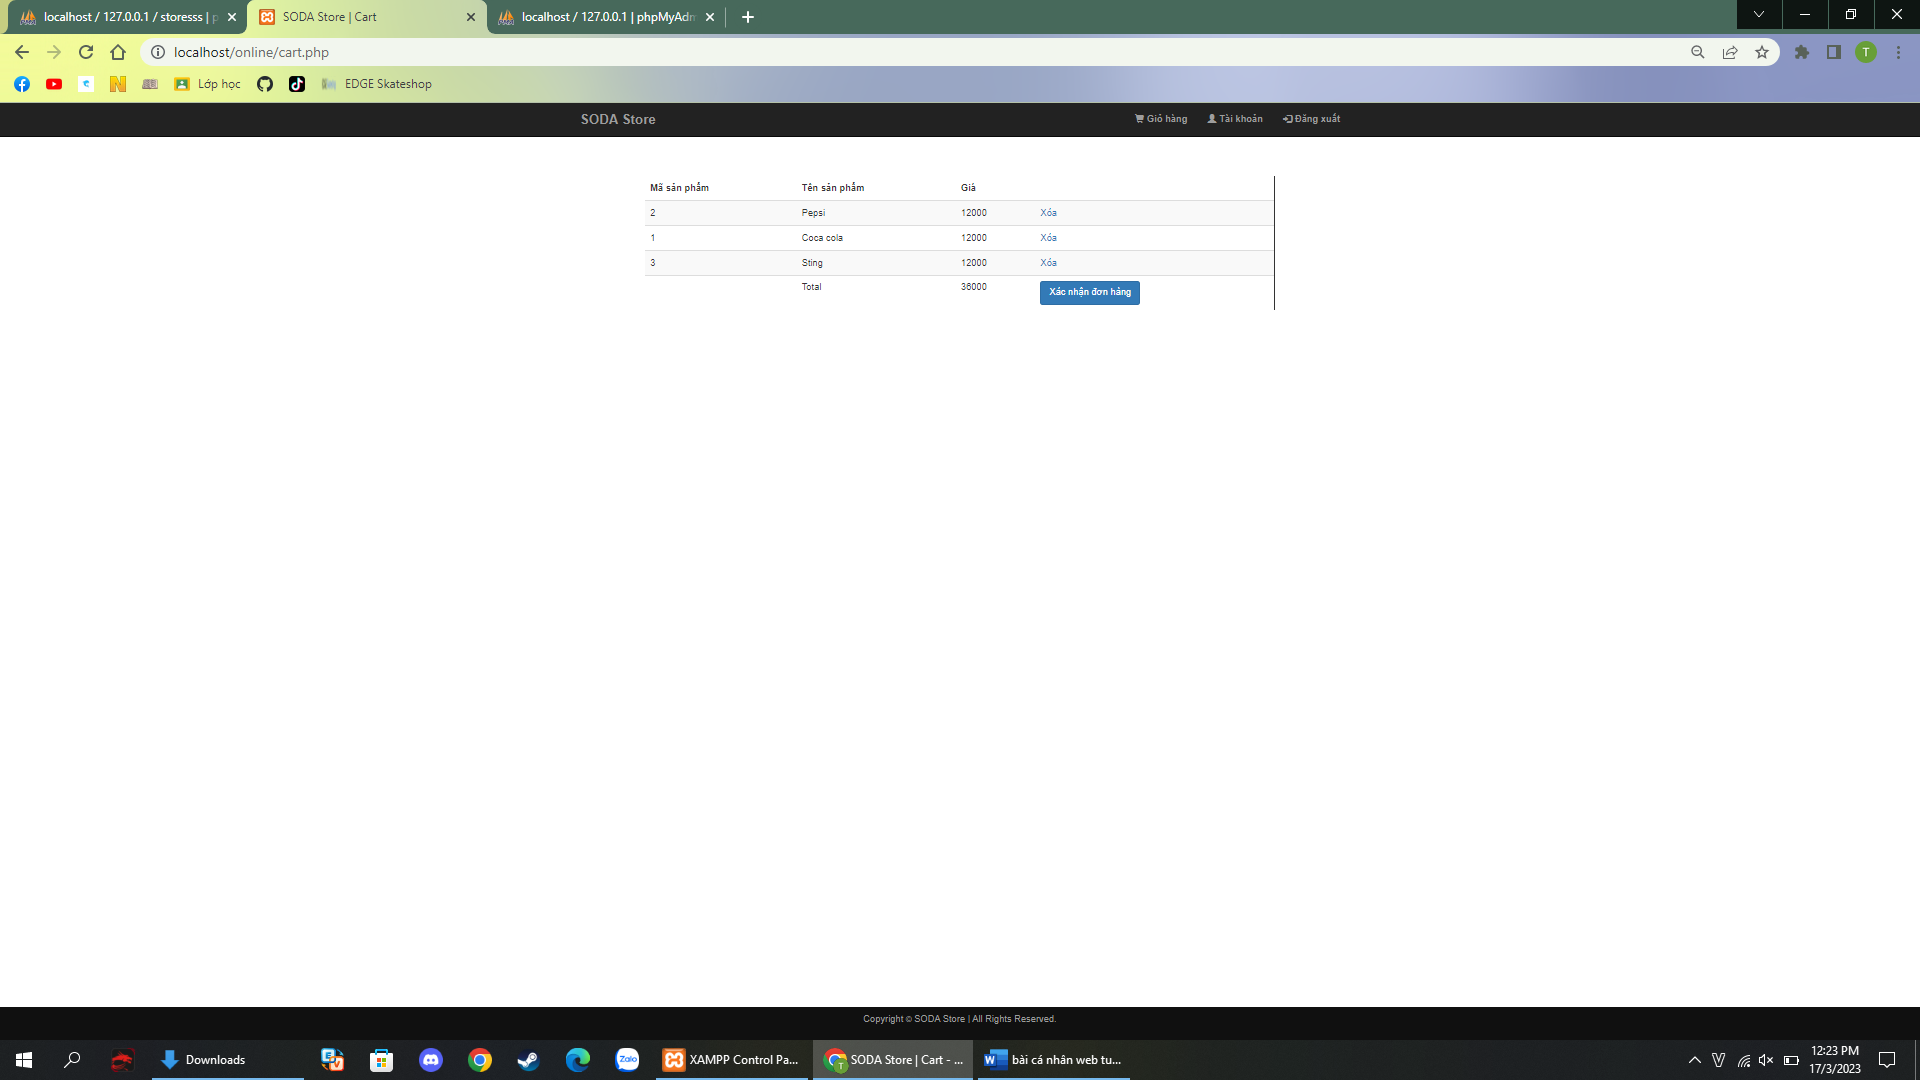 localhost / 127.0.0.1 / storesss | p
SODA Store | Cart
localhost / 127.0.0.1 | phpMyAdm
localhost/online/cart.php
T
Lớp học
EDGE Skateshop
SODA Store
Giỏ hàng
Tài khoản
Đăng xuất
Mã sản phẩm Tên sản phẩm Giá
2 Pepsi 12000 Xóa
1 Coca cola 12000 Xóa
3 Sting 12000 Xóa
Total 36000 Xác nhận đơn hàng
Copyright © SODA Store | All Rights Reserved.
Downloads
Zalo
XAMPP Control Pa...
SODA Store | Cart - ...
bài cá nhân web tu...
12:23 PM
17/3/2023